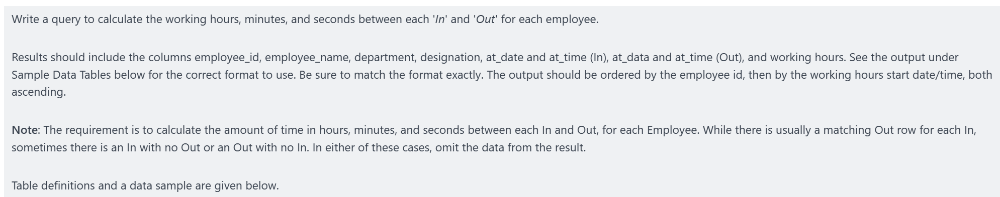 Write a query to calculate the working hours, minutes, and seconds between each 'In' and 'Out' for each employee.
Results should include the columns employee_id, employee_name, department, designation, at_date and at_time (In), at_data and at_time (Out), and working hours. See the output under
Sample Data Tables below for the correct format to use. Be sure to match the format exactly. The output should be ordered by the employee id, then by the working hours start date/time, both
ascending.
Note: The requirement is to calculate the amount of time in hours, minutes, and seconds between each In and Out, for each Employee. While there is usually a matching Out row for each In,
sometimes there is an In with no Out or an Out with no In. In either of these cases, omit the data from the result.
Table definitions and a data sample are given below.